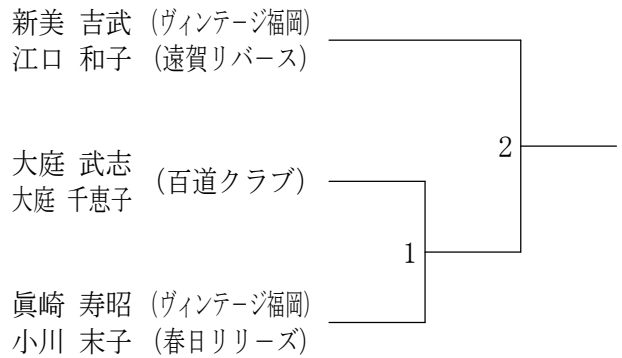 新美 吉武 (ヴィンテージ福岡)
江口 和子 (遠賀リバース)
2
大庭 武志
大庭 千恵子 (百道クラブ)
1
眞崎 寿昭 (ヴィンテージ福岡)
小川 末子 (春日リリーズ)